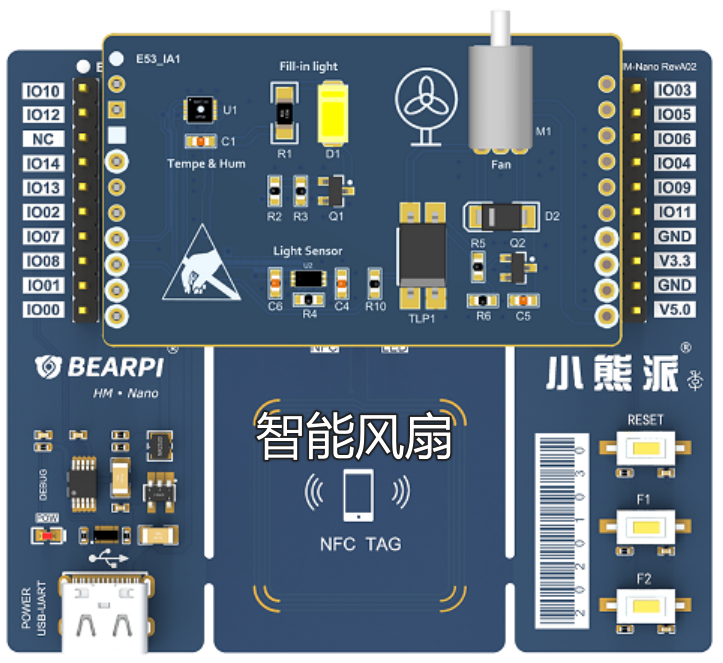 E53_IA1
Fill-in light
M-Nano RevA02
IO10
IO12
NC
IO14
IO13
IO02
IO07
IO08
IO01
IO00
U1
C1
Tempe & Hum
R1
D1
M1
Fan
R2
R3
Q1
D2
Light Sensor
U2
C6
R4
C4
R10
TLP1
R5
Q2
R6
C5
IO03
IO05
IO06
IO04
IO09
IO11
GND
V3.3
GND
V5.0
NFC
LED
BEARPI®
HM • Nano
小熊派®
智能风扇
NFC TAG
DEBUG
POW
POWER
USB-UART
RESET
F1
F2